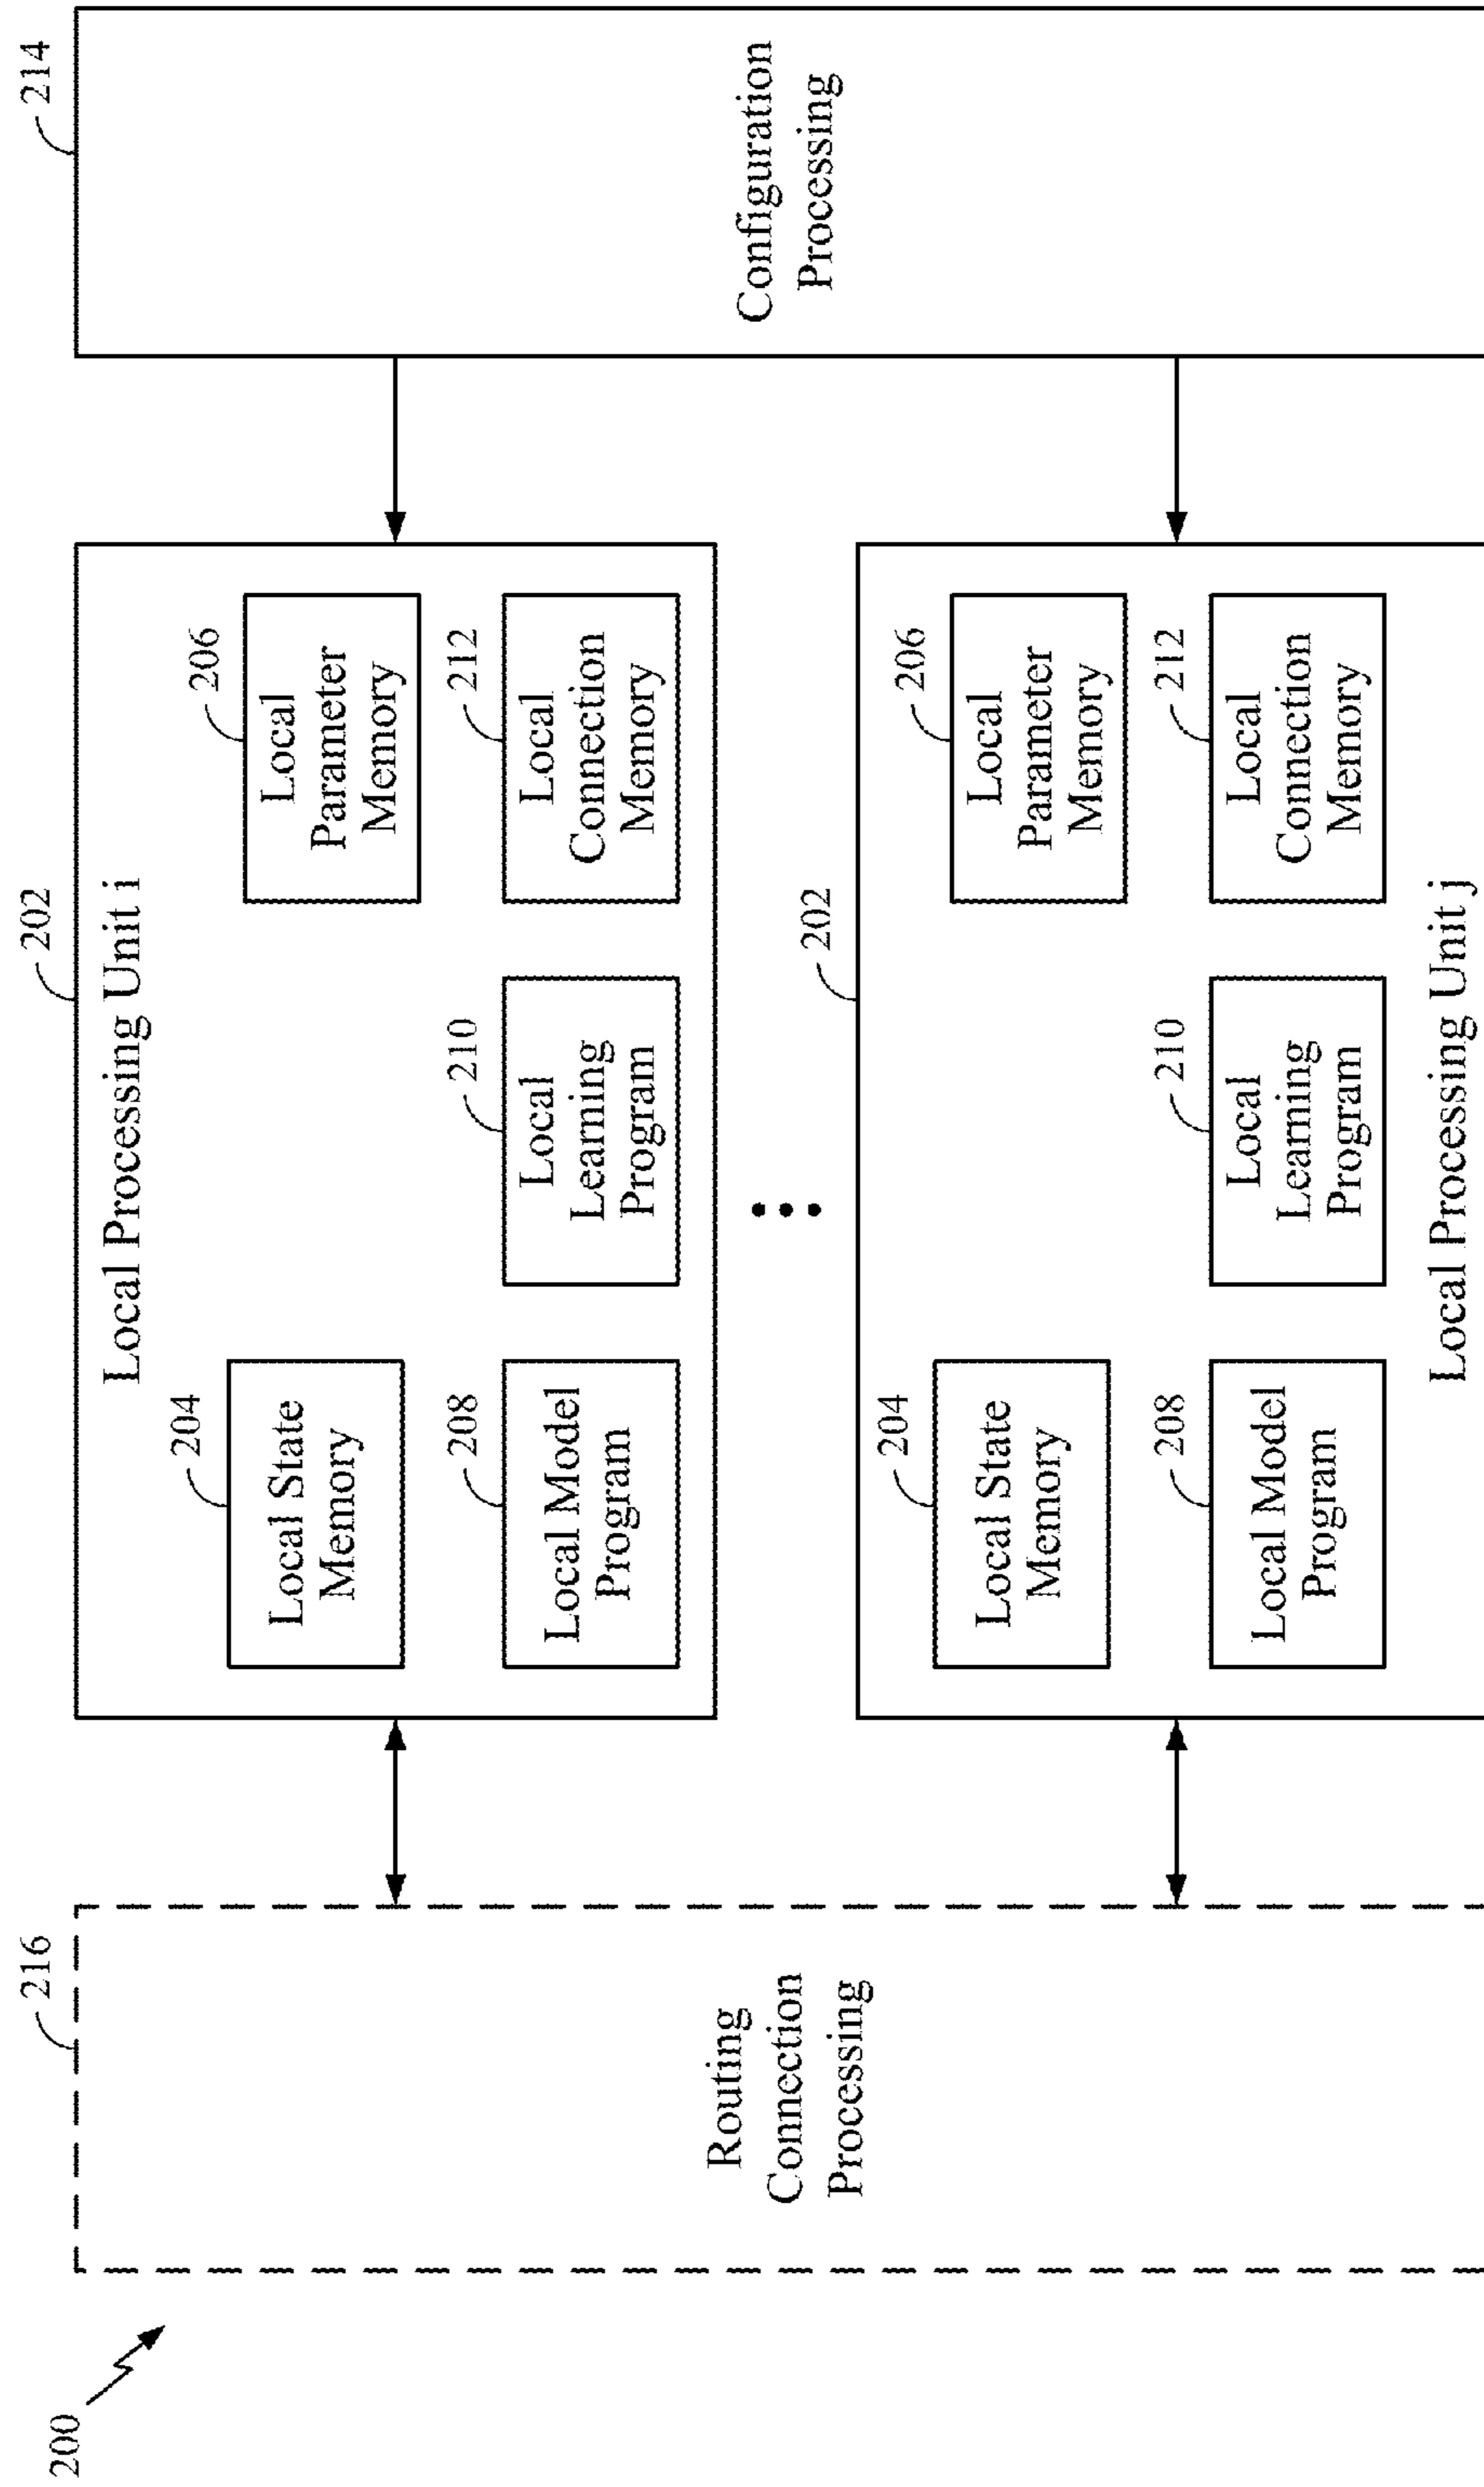 200
216
Routing
Connection
Processing
202
Local Processing Unit i
204
Local State
Memory
206
Local
Parameter
Memory
208
Local Model
Program
210
Local
Learning
Program
212
Local
Connection
Memory
202
204
Local State
Memory
206
Local
Parameter
Memory
208
Local Model
Program
210
Local
Learning
Program
212
Local
Connection
Memory
Local Processing Unit j
214
Configuration
Processing